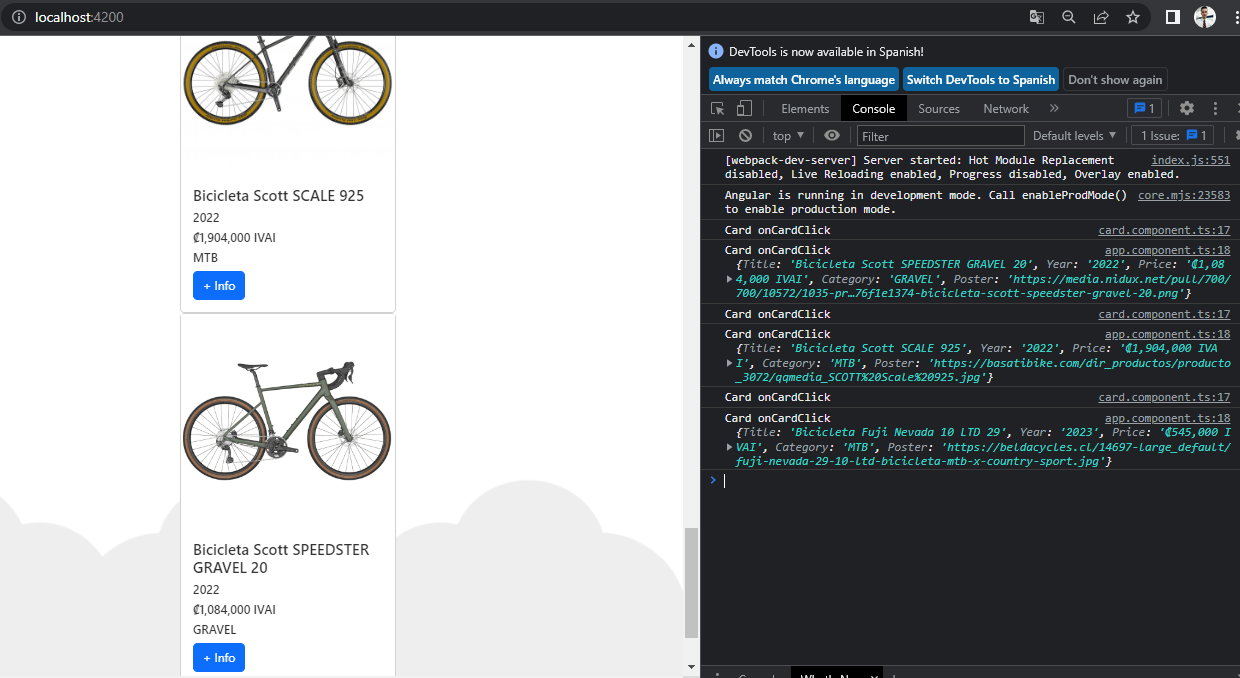 localhost:4200
Bicicleta Scott SCALE 925
2022
₡1,904,000 IVAI
MTB
+ Info
Bicicleta Scott SPEEDSTER
GRAVEL 20
2022
₡1,084,000 IVAI
GRAVEL
+ Info
DevTools is now available in Spanish!
Always match Chrome's language Switch DevTools to Spanish Don't show again
Elements Console Sources Network » 1
top ▼ Filter Default levels ▼ 1 Issue: 1
[webpack-dev-server] Server started: Hot Module Replacement index.js:551
disabled, Live Reloading enabled, Progress disabled, Overlay enabled.
Angular is running in development mode. Call enableProdMode() core.mjs:23583
to enable production mode.
Card onCardClick card.component.ts:17
Card onCardClick app.component.ts:18
{Title: 'Bicicleta Scott SPEEDSTER GRAVEL 20', Year: '2022', Price: '₡1,08
4,000 IVAI', Category: 'GRAVEL', Poster: 'https://media.nidux.net/pull/700/
700/10572/1035-pr…76f1e1374-bicicleta-scott-speedster-gravel-20.png'}
Card onCardClick card.component.ts:17
Card onCardClick app.component.ts:18
{Title: 'Bicicleta Scott SCALE 925', Year: '2022', Price: '₡1,904,000 IVA
I', Category: 'MTB', Poster: 'https://basatibike.com/dir_productos/producto
_3072/qqmedia_SCOTT%20Scale%20925.jpg'}
Card onCardClick card.component.ts:17
Card onCardClick app.component.ts:18
{Title: 'Bicicleta Fuji Nevada 10 LTD 29', Year: '2023', Price: '₡545,000 I
VAI', Category: 'MTB', Poster: 'https://beldacycles.cl/14697-large_default/
fuji-nevada-29-10-ltd-bicicleta-mtb-x-country-sport.jpg'}
>